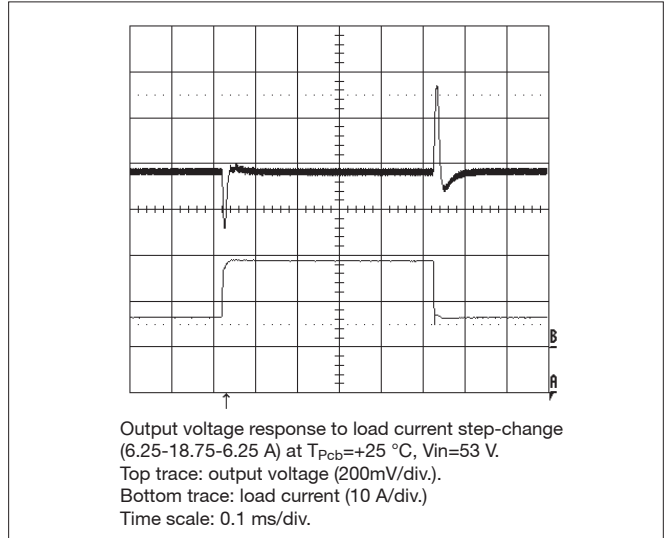 B
A
↑
Output voltage response to load current step-change
(6.25-18.75-6.25 A) at TPcb=+25 °C, Vin=53 V.
Top trace: output voltage (200mV/div.).
Bottom trace: load current (10 A/div.)
Time scale: 0.1 ms/div.